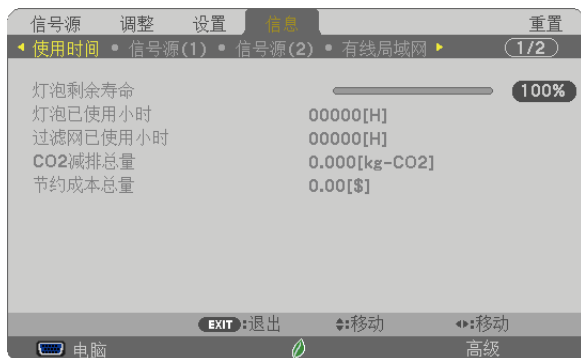 信号源 调整 设置 信息 重置
使用时间 • 信号源(1) • 信号源(2) • 有线局域网 1/2
灯泡剩余寿命 100%
灯泡已使用小时 00000[H]
过滤网已使用小时 00000[H]
CO2减排总量 0.000[kg-CO2]
节约成本总量 0.00[$]
EXIT:退出 :移动 :移动
电脑 高级